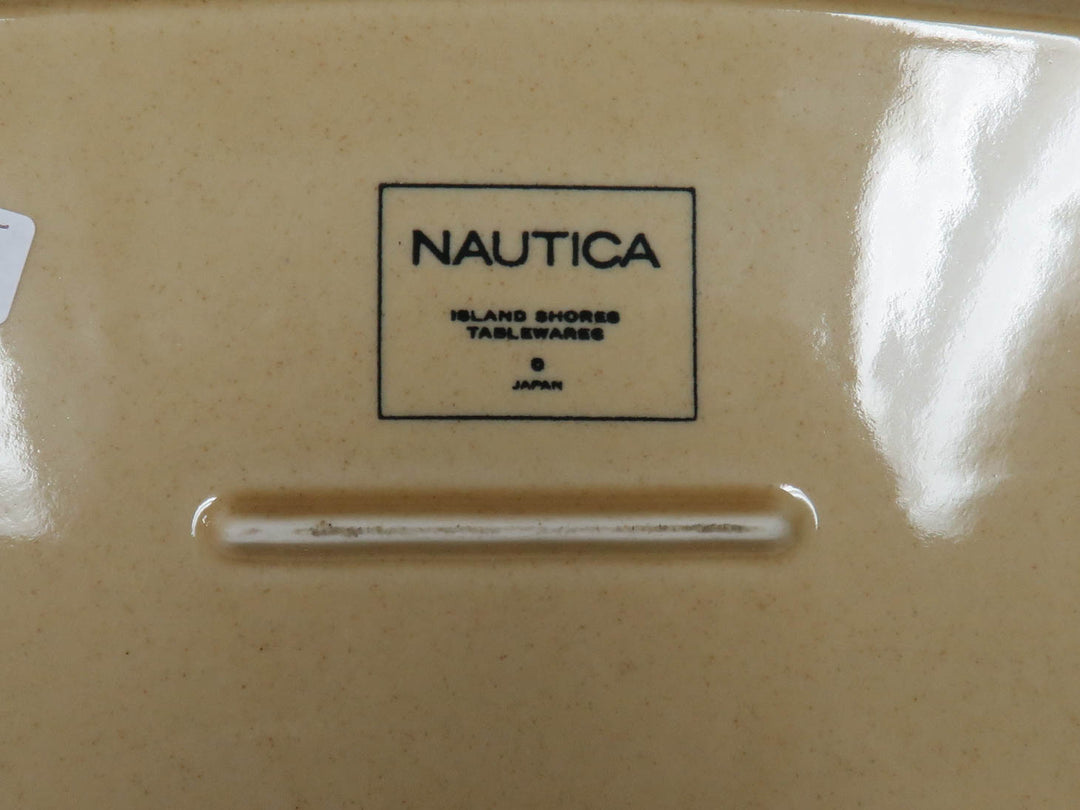 NAUTICA
ISLAND SHORES
TABLEWARES
©
JAPAN